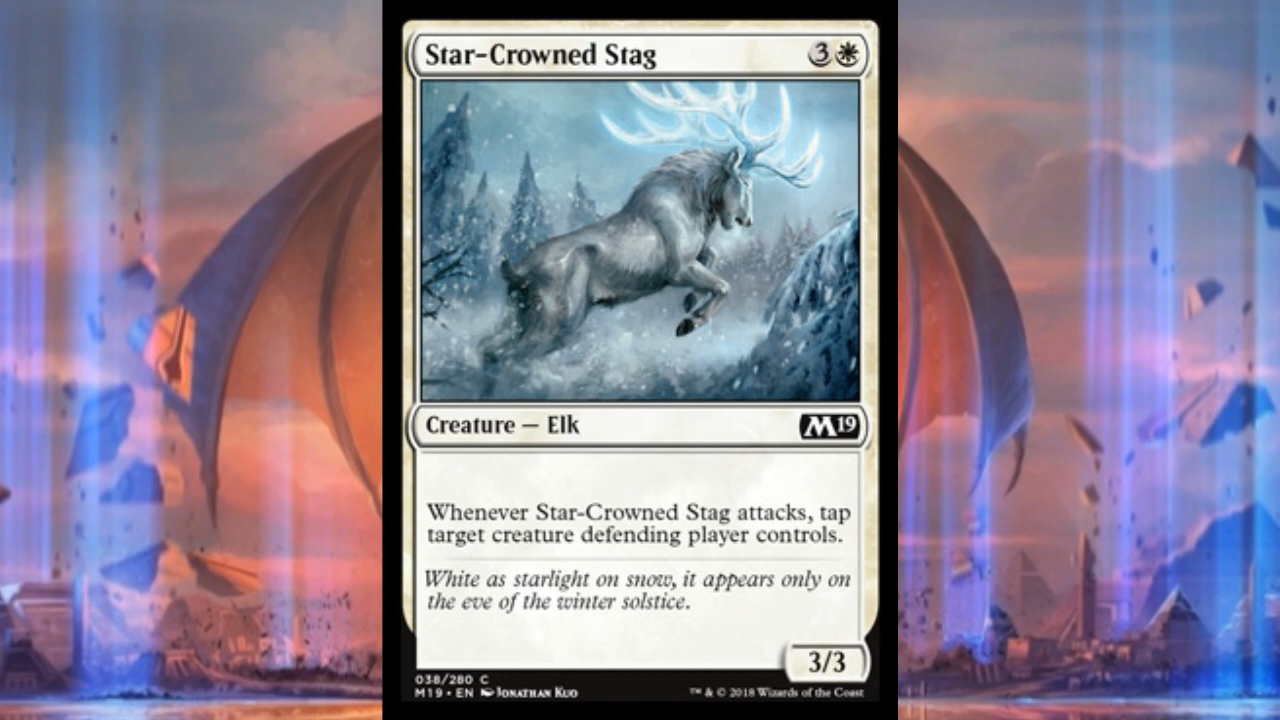 Star-Crowned Stag 3
Creature — Elk M19
Whenever Star-Crowned Stag attacks, tap
target creature defending player controls.
White as starlight on snow, it appears only on
the eve of the winter solstice.
3/3
038/280 C
M19 • EN Jonathan Kuo ™ & © 2018 Wizards of the Coast